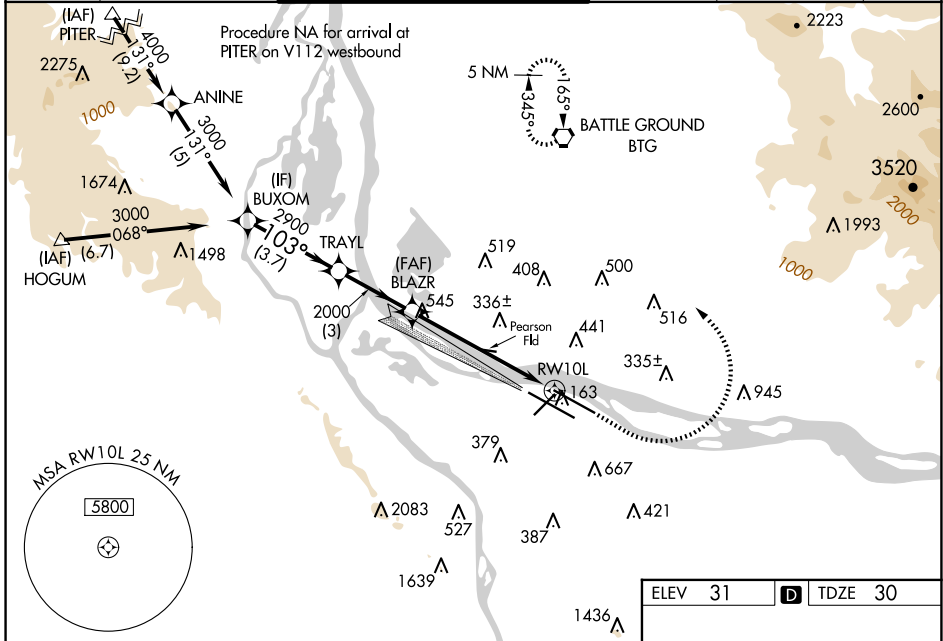 (IAF)
PITER
4000
131°
(9.2)
Procedure NA for arrival at
PITER on V112 westbound
2275
1000
ANINE
3000
131°
(5)
5 NM
345°
165°
BATTLE GROUND
BTG
2223
2600
3520
2000
1993
1000
1674
3000
068°
(6.7)
(IAF)
HOGUM
1498
(IF)
BUXOM
2900
103°
(3.7)
TRAYL
(FAF)
BLAZR
2000
(3)
545
519
408
500
336±
516
Pearson
Fld
441
335±
RW10L
163
945
379
667
MSA RW10L 25 NM
5800
2083
527
387
421
1639
1436
ELEV 31
D
TDZE 30